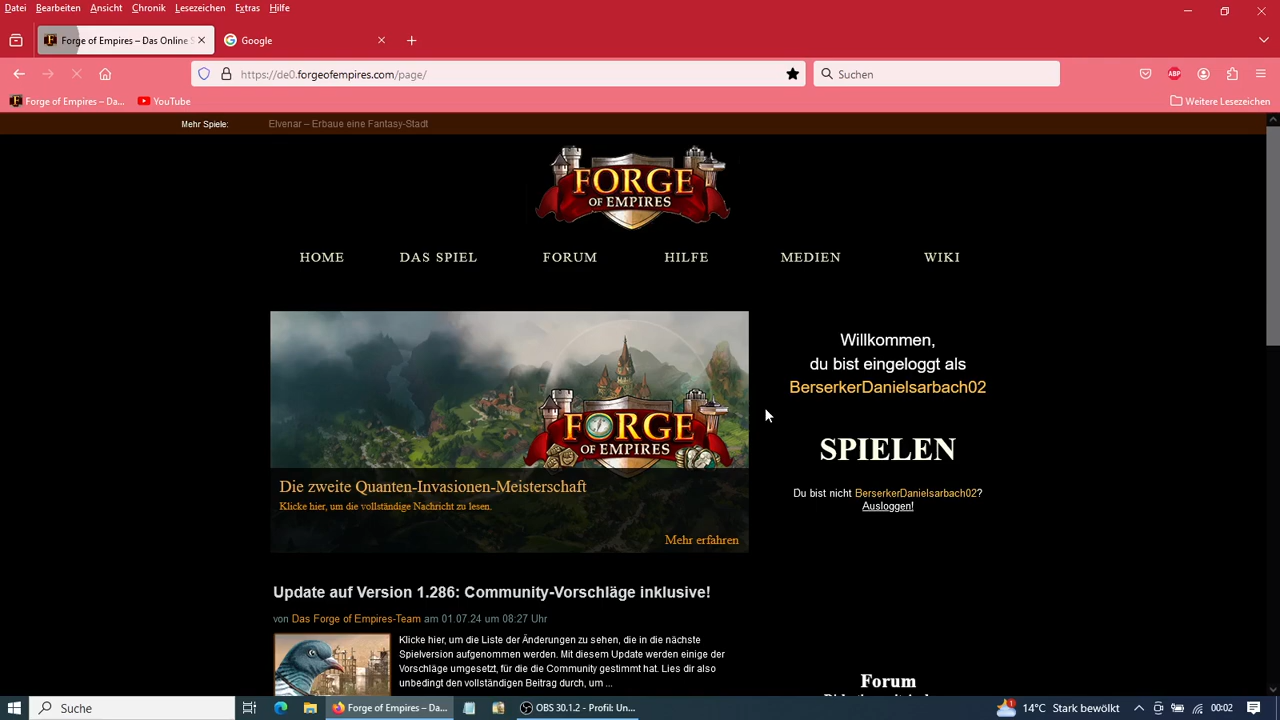 Datei Bearbeiten Ansicht Chronik Lesezeichen Extras Hilfe
Forge of Empires – Das Online S
Google
https://de0.forgeofempires.com/page/
Suchen
ABP
Forge of Empires – Da...
YouTube
Weitere Lesezeichen
Mehr Spiele:
Elvenar – Erbaue eine Fantasy-Stadt
FORGE
OF EMPIRES
HOME
DAS SPIEL
FORUM
HILFE
MEDIEN
WIKI
FORGE
OF EMPIRES
Die zweite Quanten-Invasionen-Meisterschaft
Klicke hier, um die vollständige Nachricht zu lesen.
Mehr erfahren
Willkommen,
du bist eingeloggt als
BerserkerDanielsarbach02
SPIELEN
Du bist nicht BerserkerDanielsarbach02?
Ausloggen!
Update auf Version 1.286: Community-Vorschläge inklusive!
von Das Forge of Empires-Team am 01.07.24 um 08:27 Uhr
Klicke hier, um die Liste der Änderungen zu sehen, die in die nächste
Spielversion aufgenommen werden. Mit diesem Update werden einige der
Vorschläge umgesetzt, für die die Community gestimmt hat. Lies dir also
unbedingt den vollständigen Beitrag durch, um ...
Forum
Suche
Forge of Empires – Da...
OBS 30.1.2 - Profil: Un...
1
14°C Stark bewölkt
00:02